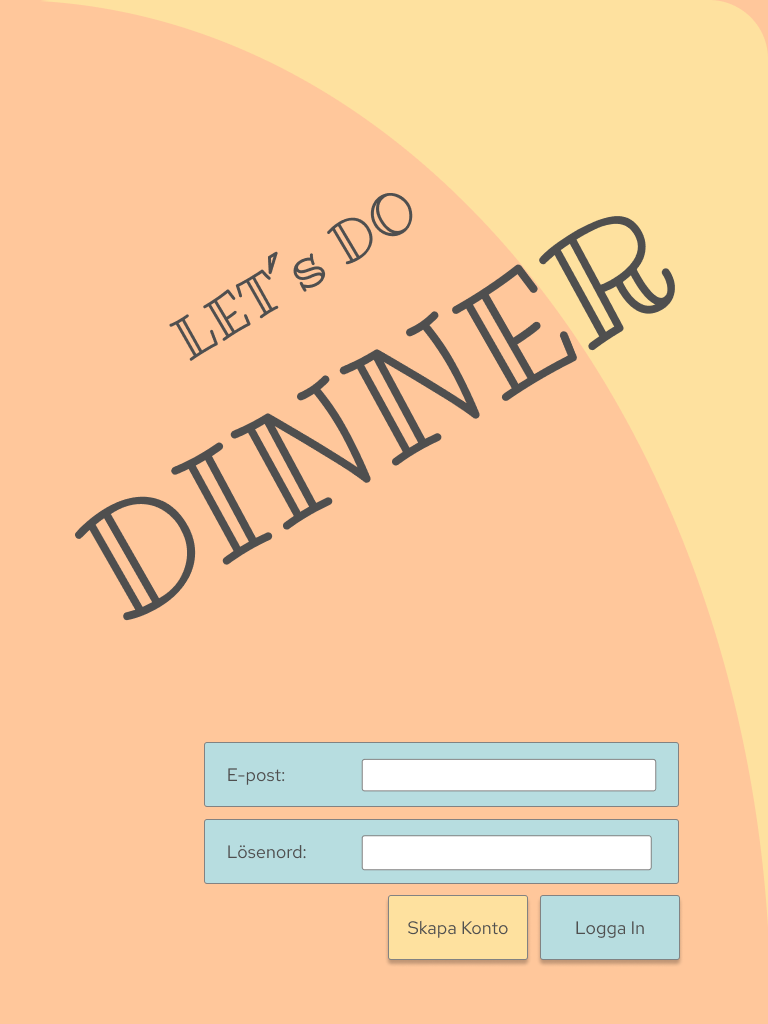 LET´s DO
DINNER
E-post:
Lösenord:
Skapa Konto
Logga In